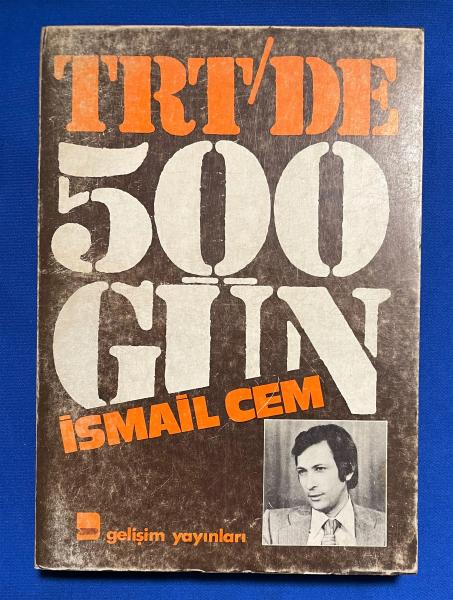 TRT/DE
500
GÜN
İSMAİL CEM
gelişim yayınları